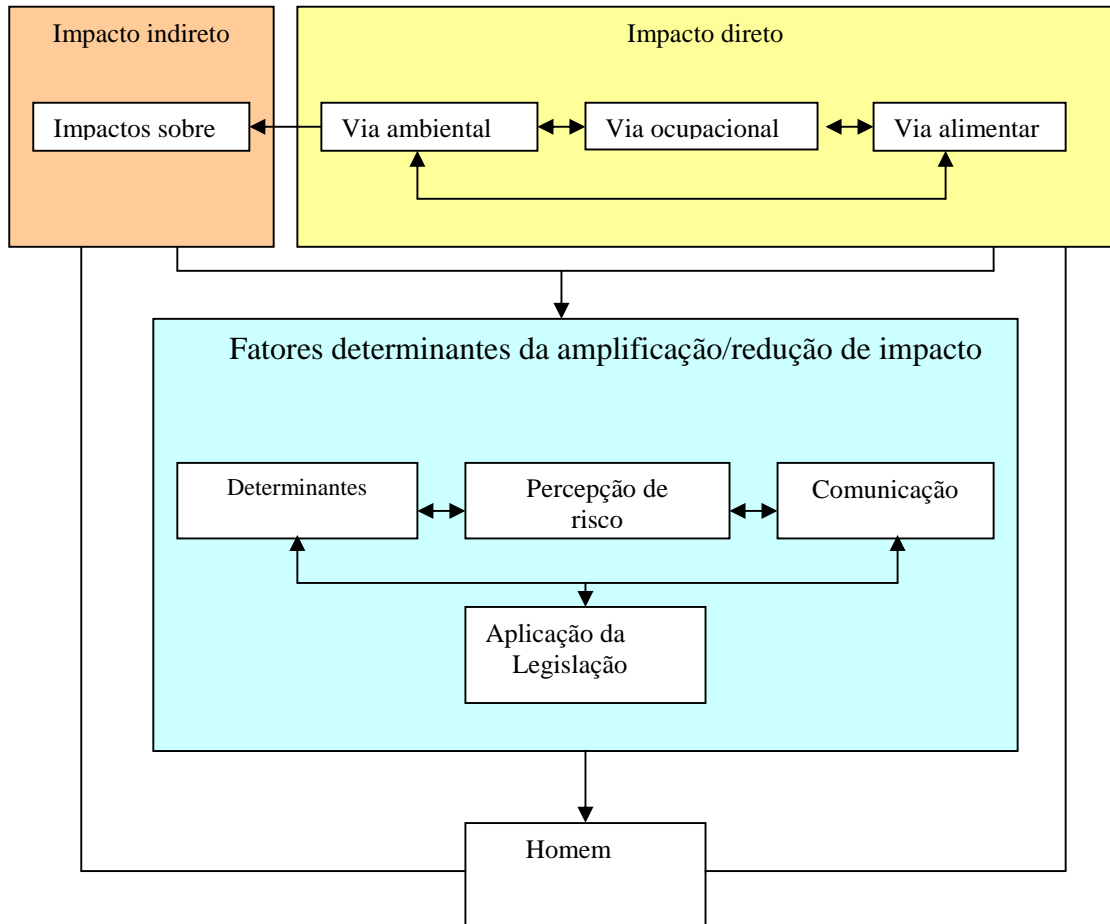 Impacto indireto
Impacto direto
Impactos sobre
Via ambiental
Via ocupacional
Via alimentar
Fatores determinantes da amplificação/redução de impacto
Determinantes
Percepção de
risco
Comunicação
Aplicação da
Legislação
Homem